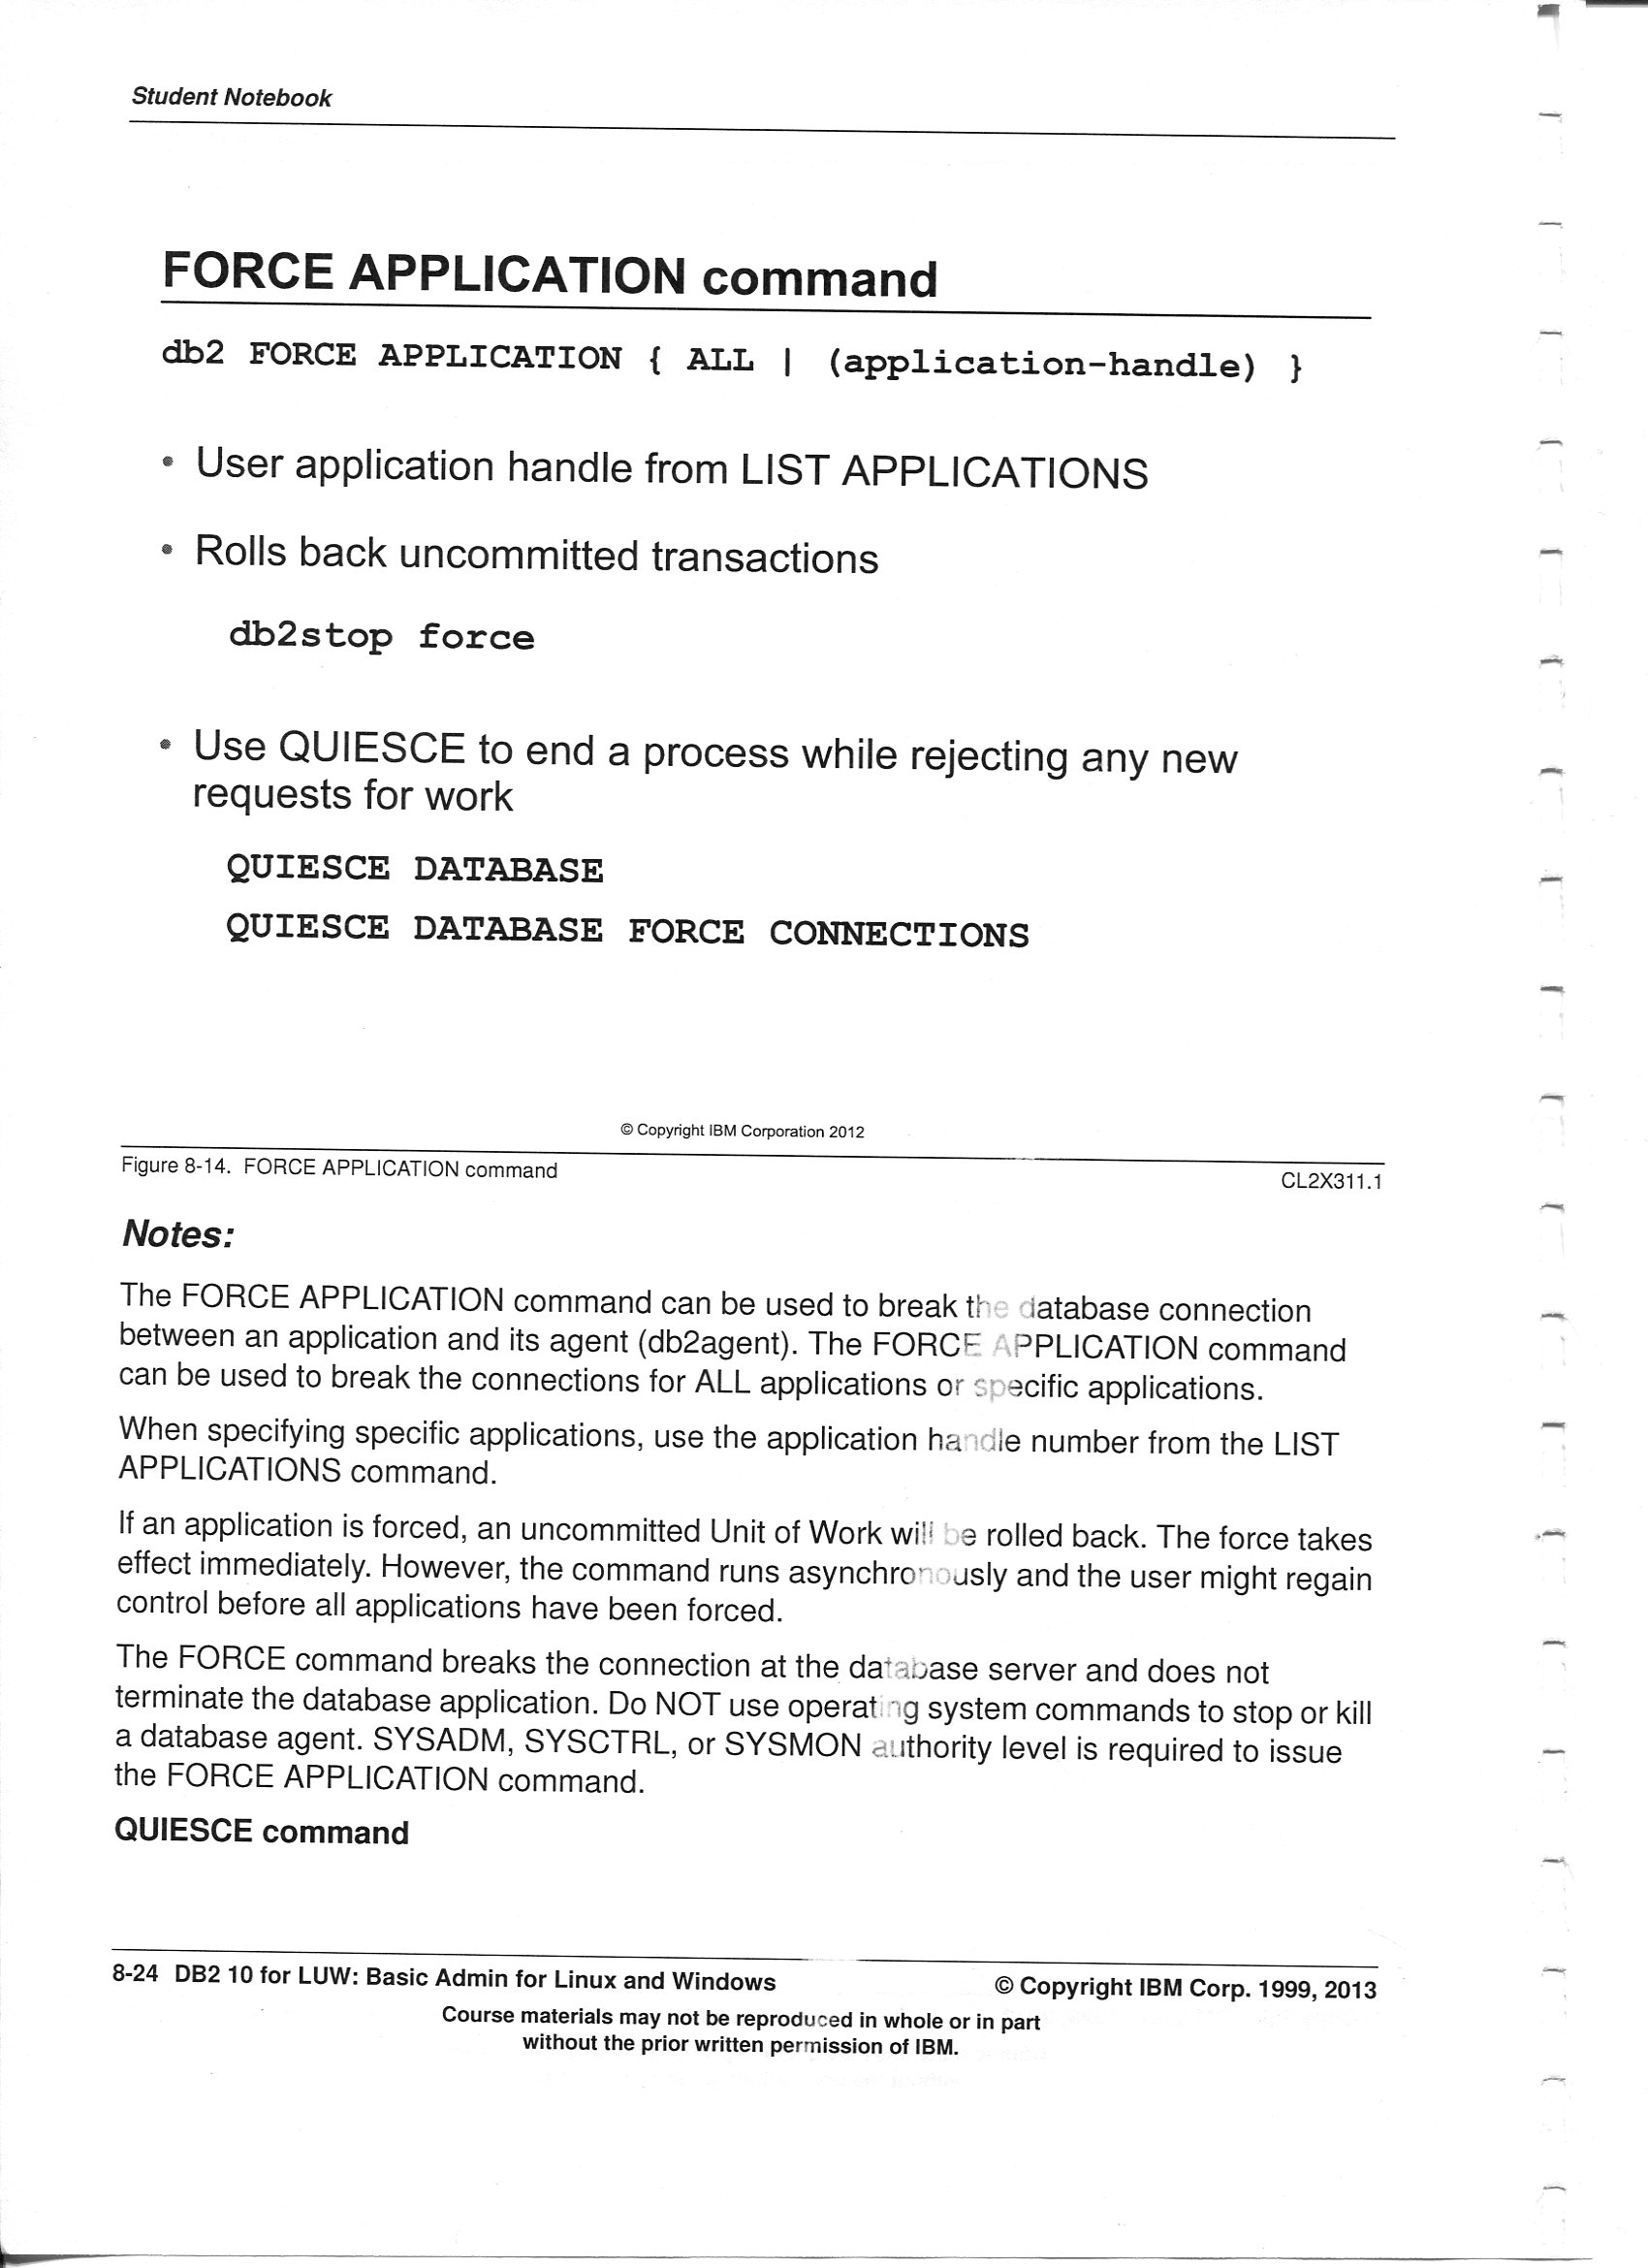 Student Notebook
FORCE APPLICATION command
db2 FORCE APPLICATION { ALL | (application-handle) }
• User application handle from LIST APPLICATIONS
• Rolls back uncommitted transactions
db2stop force
• Use QUIESCE to end a process while rejecting any new
requests for work
QUIESCE DATABASE
QUIESCE DATABASE FORCE CONNECTIONS
© Copyright IBM Corporation 2012
Figure 8-14. FORCE APPLICATION command
CL2X311.1
Notes:
The FORCE APPLICATION command can be used to break the database connection
between an application and its agent (db2agent). The FORCE APPLICATION command
can be used to break the connections for ALL applications or specific applications.
When specifying specific applications, use the application handle number from the LIST
APPLICATIONS command.
If an application is forced, an uncommitted Unit of Work will be rolled back. The force takes
effect immediately. However, the command runs asynchronously and the user might regain
control before all applications have been forced.
The FORCE command breaks the connection at the database server and does not
terminate the database application. Do NOT use operating system commands to stop or kill
a database agent. SYSADM, SYSCTRL, or SYSMON authority level is required to issue
the FORCE APPLICATION command.
QUIESCE command
8-24 DB2 10 for LUW: Basic Admin for Linux and Windows
© Copyright IBM Corp. 1999, 2013
Course materials may not be reproduced in whole or in part
without the prior written permission of IBM.